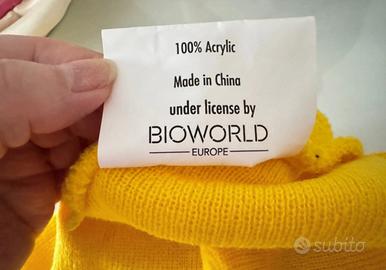 100% Acrylic
Made in China
under license by
BIOWORLD
EUROPE
subito